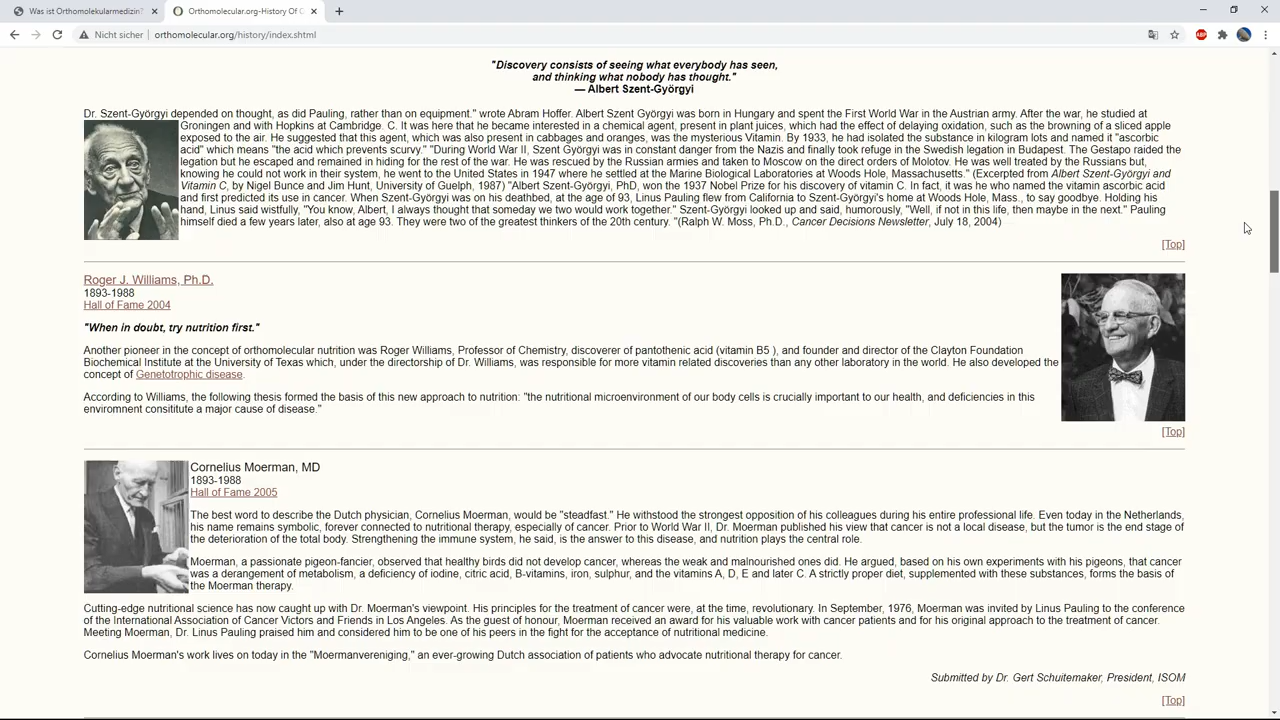 Was ist Orthomolekularmedizin?
Orthomolecular.org-History Of O
Nicht sicher
orthomolecular.org/history/index.shtml
ABP
"Discovery consists of seeing what everybody has seen,
and thinking what nobody has thought."
— Albert Szent-Györgyi
Dr. Szent-Györgyi depended on thought, as did Pauling, rather than on equipment." wrote Abram Hoffer. Albert Szent Györgyi was born in Hungary and spent the First World War in the Austrian army. After the war, he studied at
Groningen and with Hopkins at Cambridge. C. It was here that he became interested in a chemical agent, present in plant juices, which had the effect of delaying oxidation, such as the browning of a sliced apple
exposed to the air. He suggested that this agent, which was also present in cabbages and oranges, was the mysterious Vitamin. By 1933, he had isolated the substance in kilogram lots and named it "ascorbic
acid" which means "the acid which prevents scurvy." "During World War II, Szent Györgyi was in constant danger from the Nazis and finally took refuge in the Swedish legation in Budapest. The Gestapo raided the
legation but he escaped and remained in hiding for the rest of the war. He was rescued by the Russian armies and taken to Moscow on the direct orders of Molotov. He was well treated by the Russians but,
knowing he could not work in their system, he went to the United States in 1947 where he settled at the Marine Biological Laboratories at Woods Hole, Massachusetts." (Excerpted from Albert Szent-Györgyi and
Vitamin C, by Nigel Bunce and Jim Hunt, University of Guelph, 1987) "Albert Szent-Györgyi, PhD, won the 1937 Nobel Prize for his discovery of vitamin C. In fact, it was he who named the vitamin ascorbic acid
and first predicted its use in cancer. When Szent-Györgyi was on his deathbed, at the age of 93, Linus Pauling flew from California to Szent-Györgyi's home at Woods Hole, Mass., to say goodbye. Holding his
hand, Linus said wistfully, "You know, Albert, I always thought that someday we two would work together." Szent-Györgyi looked up and said, humorously, "Well, if not in this life, then maybe in the next." Pauling
himself died a few years later, also at age 93. They were two of the greatest thinkers of the 20th century. "(Ralph W. Moss, Ph.D., Cancer Decisions Newsletter, July 18, 2004)
[Top]
Roger J. Williams, Ph.D.
1893-1988
Hall of Fame 2004
"When in doubt, try nutrition first."
Another pioneer in the concept of orthomolecular nutrition was Roger Williams, Professor of Chemistry, discoverer of pantothenic acid (vitamin B5 ), and founder and director of the Clayton Foundation
Biochemical Institute at the University of Texas which, under the directorship of Dr. Williams, was responsible for more vitamin related discoveries than any other laboratory in the world. He also developed the
concept of Genetotrophic disease.
According to Williams, the following thesis formed the basis of this new approach to nutrition: "the nutritional microenvironment of our body cells is crucially important to our health, and deficiencies in this
enviromnent consititute a major cause of disease."
[Top]
Cornelius Moerman, MD
1893-1988
Hall of Fame 2005
The best word to describe the Dutch physician, Cornelius Moerman, would be "steadfast." He withstood the strongest opposition of his colleagues during his entire professional life. Even today in the Netherlands,
his name remains symbolic, forever connected to nutritional therapy, especially of cancer. Prior to World War II, Dr. Moerman published his view that cancer is not a local disease, but the tumor is the end stage of
the deterioration of the total body. Strengthening the immune system, he said, is the answer to this disease, and nutrition plays the central role.
Moerman, a passionate pigeon-fancier, observed that healthy birds did not develop cancer, whereas the weak and malnourished ones did. He argued, based on his own experiments with his pigeons, that cancer
was a derangement of metabolism, a deficiency of iodine, citric acid, B-vitamins, iron, sulphur, and the vitamins A, D, E and later C. A strictly proper diet, supplemented with these substances, forms the basis of
the Moerman therapy.
Cutting-edge nutritional science has now caught up with Dr. Moerman's viewpoint. His principles for the treatment of cancer were, at the time, revolutionary. In September, 1976, Moerman was invited by Linus Pauling to the conference
of the International Association of Cancer Victors and Friends in Los Angeles. As the guest of honour, Moerman received an award for his valuable work with cancer patients and for his original approach to the treatment of cancer.
Meeting Moerman, Dr. Linus Pauling praised him and considered him to be one of his peers in the fight for the acceptance of nutritional medicine.
Cornelius Moerman's work lives on today in the "Moermanvereniging," an ever-growing Dutch association of patients who advocate nutritional therapy for cancer.
Submitted by Dr. Gert Schuitemaker, President, ISOM
[Top]